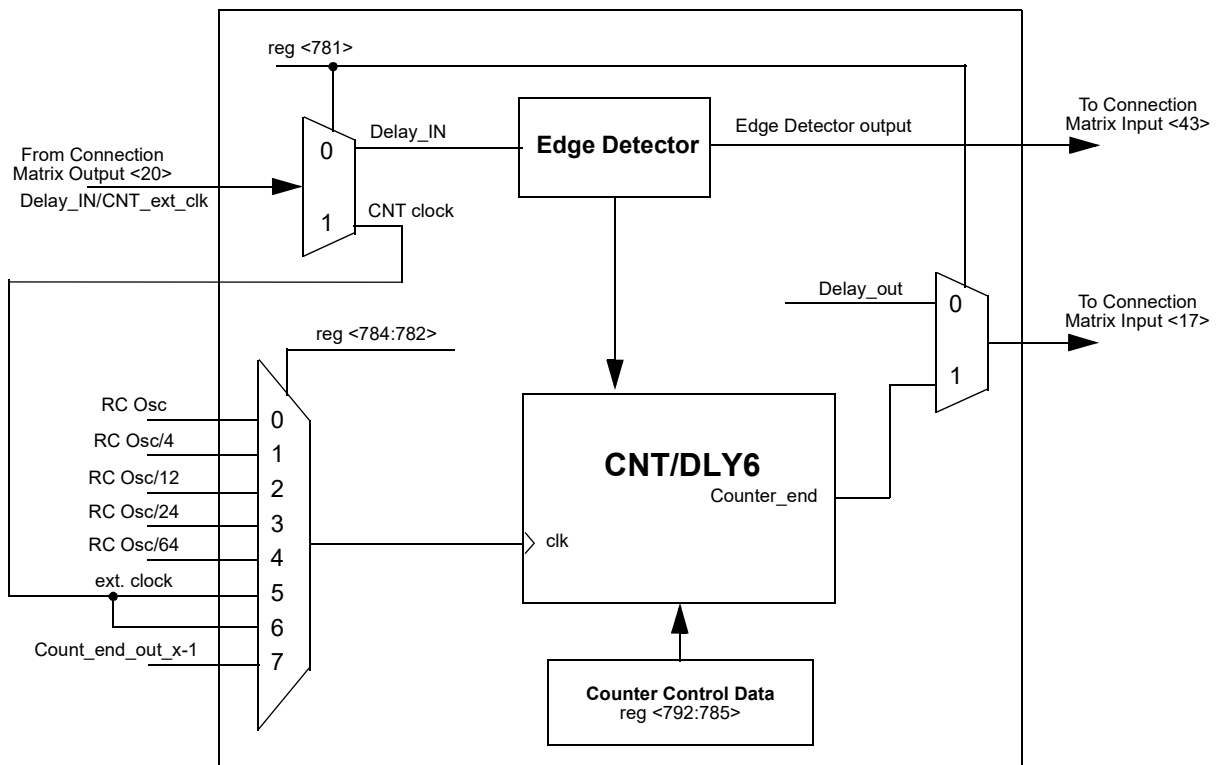 reg <781>
From Connection
Matrix Output <20>
Delay_IN/CNT_ext_clk
0
1
Delay_IN
CNT clock
Edge Detector
Edge Detector output
To Connection
Matrix Input <43>
Delay_out
0
1
To Connection
Matrix Input <17>
reg <784:782>
RC Osc
RC Osc/4
RC Osc/12
RC Osc/24
RC Osc/64
ext. clock
Count_end_out_x-1
0
1
2
3
4
5
6
7
CNT/DLY6
Counter_end
clk
Counter Control Data
reg <792:785>